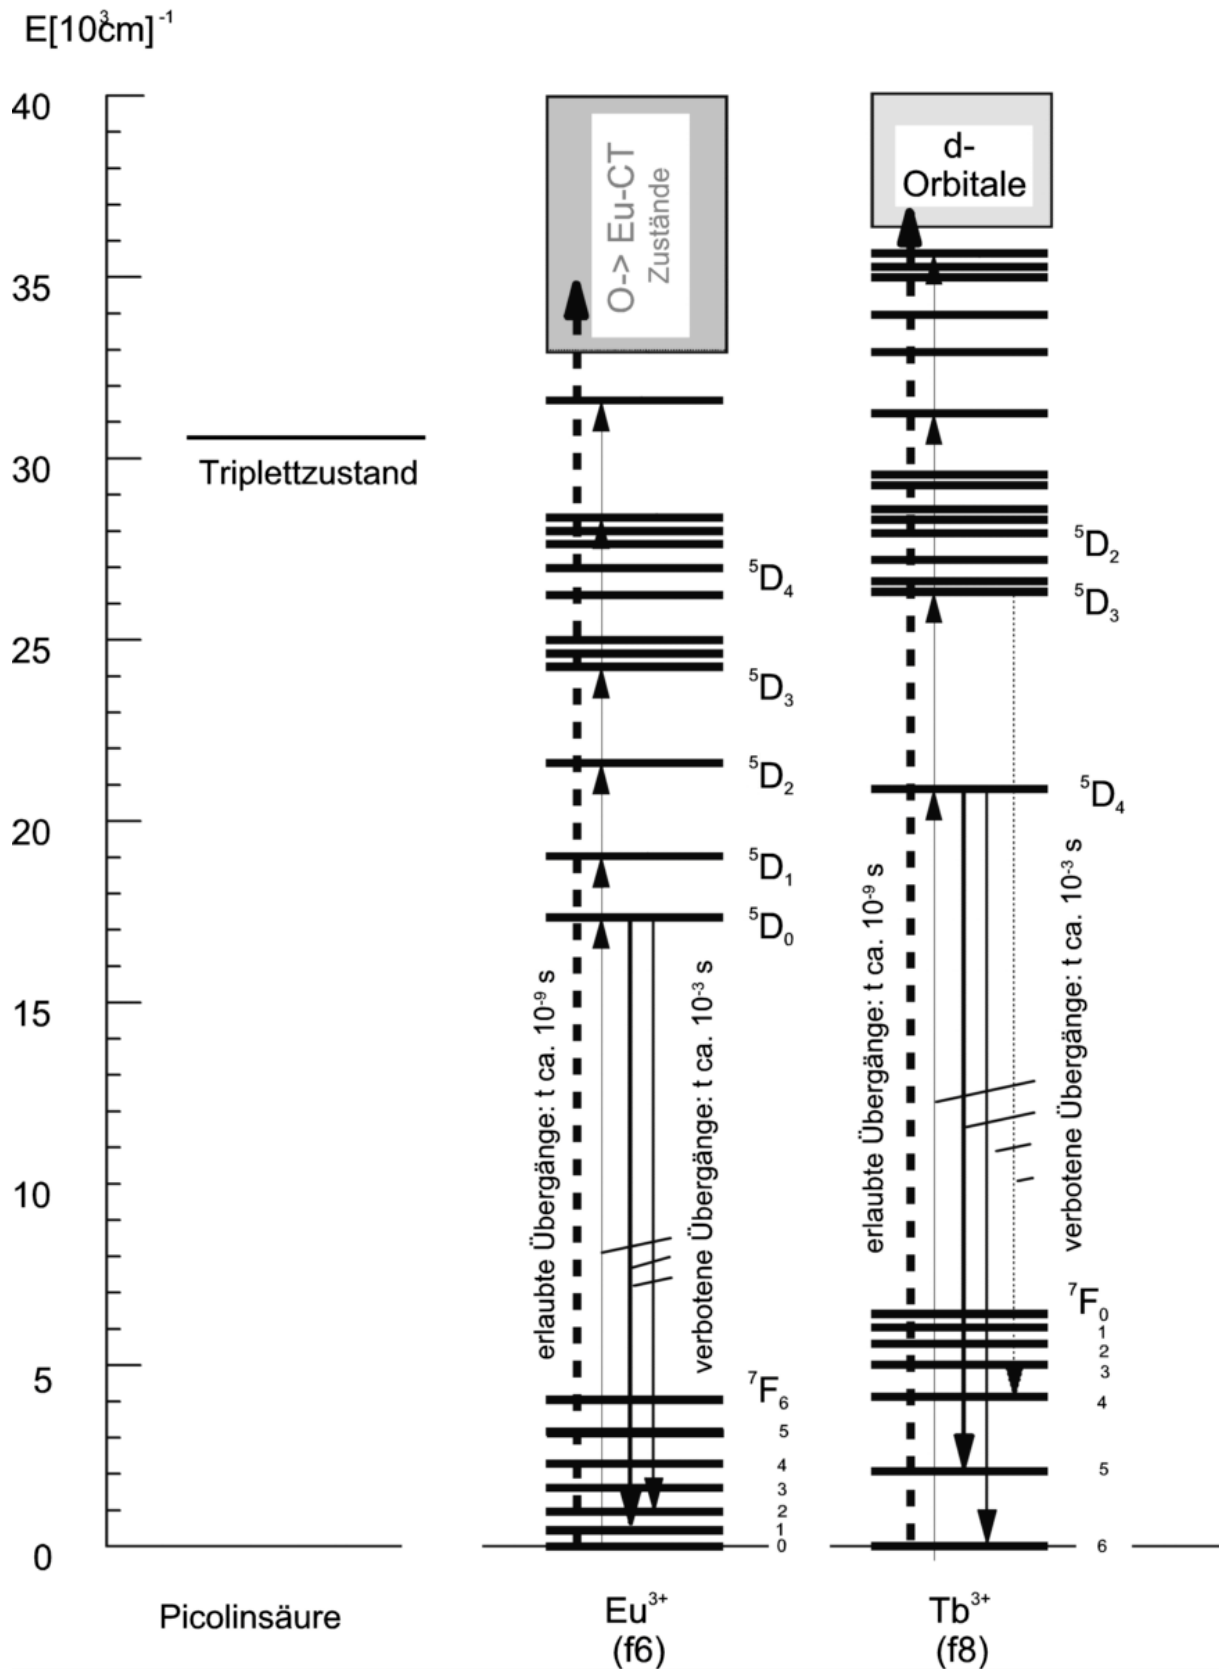 E[10³cm]⁻¹
40
35
30
25
20
15
10
5
0
Triplettzustand
Picolinsäure
O-> Eu-CT
Zustände
⁵D₄
⁵D₃
⁵D₂
⁵D₁
⁵D₀
erlaubte Übergänge: t ca. 10⁻⁹ s
verbotene Übergänge: t ca. 10⁻³ s
⁷F₆
5
4
3
2
1
0
Eu³⁺
(f6)
d-
Orbitale
⁵D₂
⁵D₃
⁵D₄
erlaubte Übergänge: t ca. 10⁻⁹ s
verbotene Übergänge: t ca. 10⁻³ s
⁷F₀
1
2
3
4
5
6
Tb³⁺
(f8)